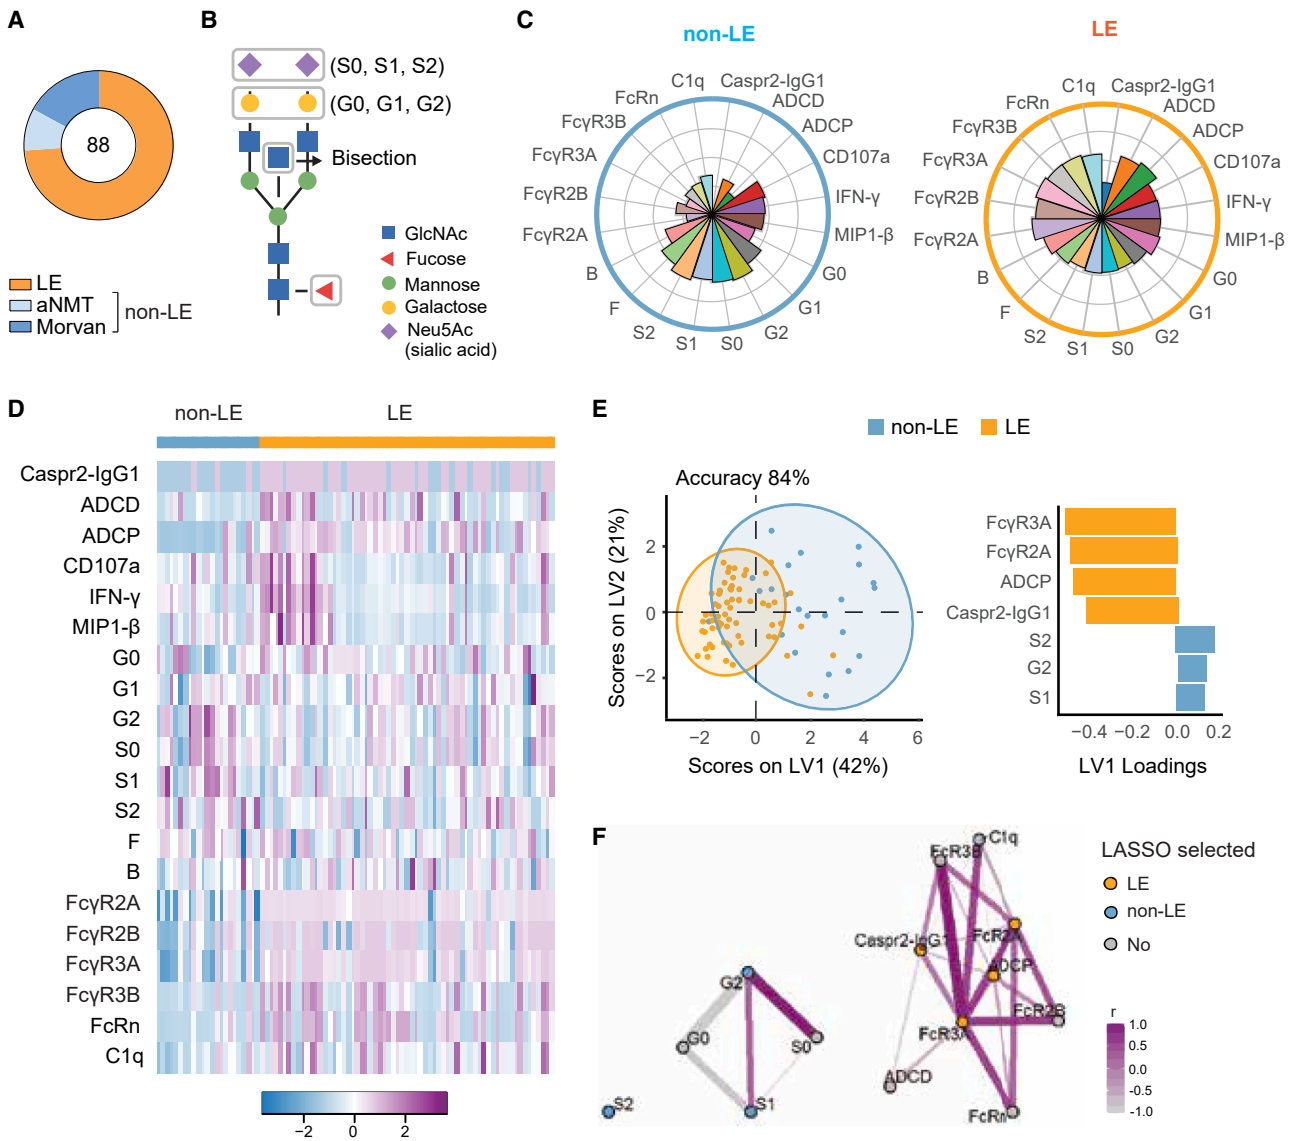 A
88
LE
aNMT
Morvan
non-LE
B
(S0, S1, S2)
(G0, G1, G2)
Bisection
GlcNAc
Fucose
Mannose
Galactose
Neu5Ac
(sialic acid)
C
non-LE
C1q
Caspr2-IgG1
ADCD
ADCP
CD107a
IFN-γ
MIP1-β
G0
G1
G2
S0
S1
S2
F
B
FcγR2A
FcγR2B
FcγR3A
FcγR3B
FcRn
LE
C1q
Caspr2-IgG1
ADCD
ADCP
CD107a
IFN-γ
MIP1-β
G0
G1
G2
S0
S1
S2
F
B
FcγR2A
FcγR2B
FcγR3A
FcγR3B
FcRn
D
non-LE
LE
Caspr2-IgG1
ADCD
ADCP
CD107a
IFN-γ
MIP1-β
G0
G1
G2
S0
S1
S2
F
B
FcγR2A
FcγR2B
FcγR3A
FcγR3B
FcRn
C1q
−2 0 2
E
non-LE LE
Accuracy 84%
Scores on LV2 (21%)
2
0
−2
−2 0 2 4 6
Scores on LV1 (42%)
FcγR3A
FcγR2A
ADCP
Caspr2-IgG1
S2
G2
S1
−0.4 −0.2 0.0 0.2
LV1 Loadings
F
C1q
FcR3B
FcR2A
Caspr2-IgG1
ADCP
G2
FcR2B
FcR3A
G0
S0
ADCD
S2
S1
FcRn
LASSO selected
LE
non-LE
No
r
1.0
0.5
0.0
-0.5
-1.0